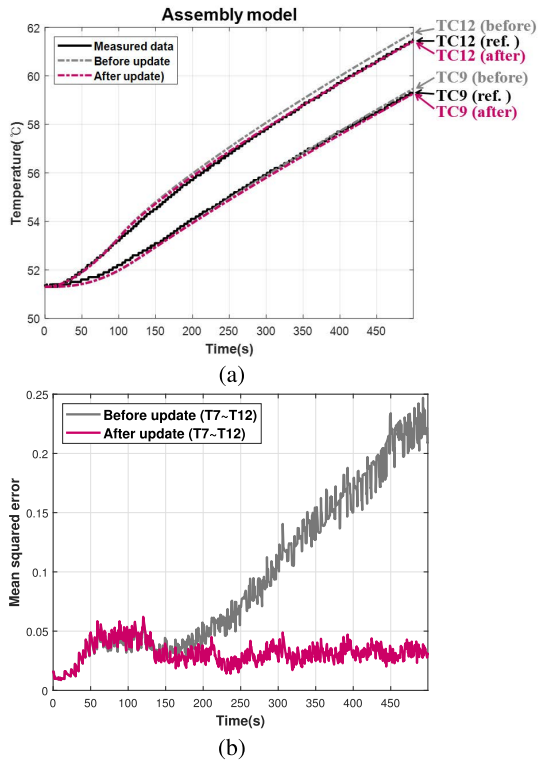 Assembly model
62
60
58
56
54
52
50
Temperature(℃)
Measured data
Before update
After update)
TC12 (before)
TC12 (ref. )
TC12 (after)
TC9 (before)
TC9 (ref. )
TC9 (after)
0 50 100 150 200 250 300 350 400 450
Time(s)
(a)
0.25
0.2
0.15
0.1
0.05
0
Mean squared error
Before update (T7~T12)
After update (T7~T12)
0 50 100 150 200 250 300 350 400 450
Time(s)
(b)